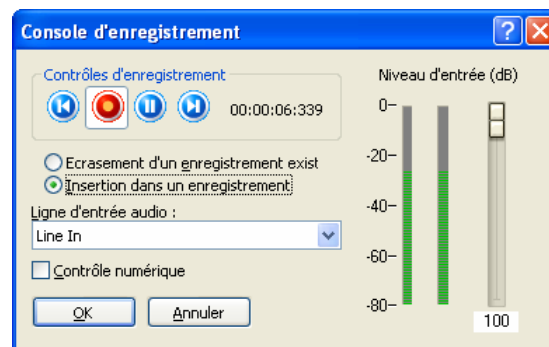 Console d'enregistrement
Contrôles d'enregistrement
00:00:06:339
Ecrasement d'un enregistrement exist
Insertion dans un enregistrement
Ligne d'entrée audio :
Line In
Contrôle numérique
OK
Annuler
Niveau d'entrée (dB)
0-
-20-
-40-
-60-
-80-
100